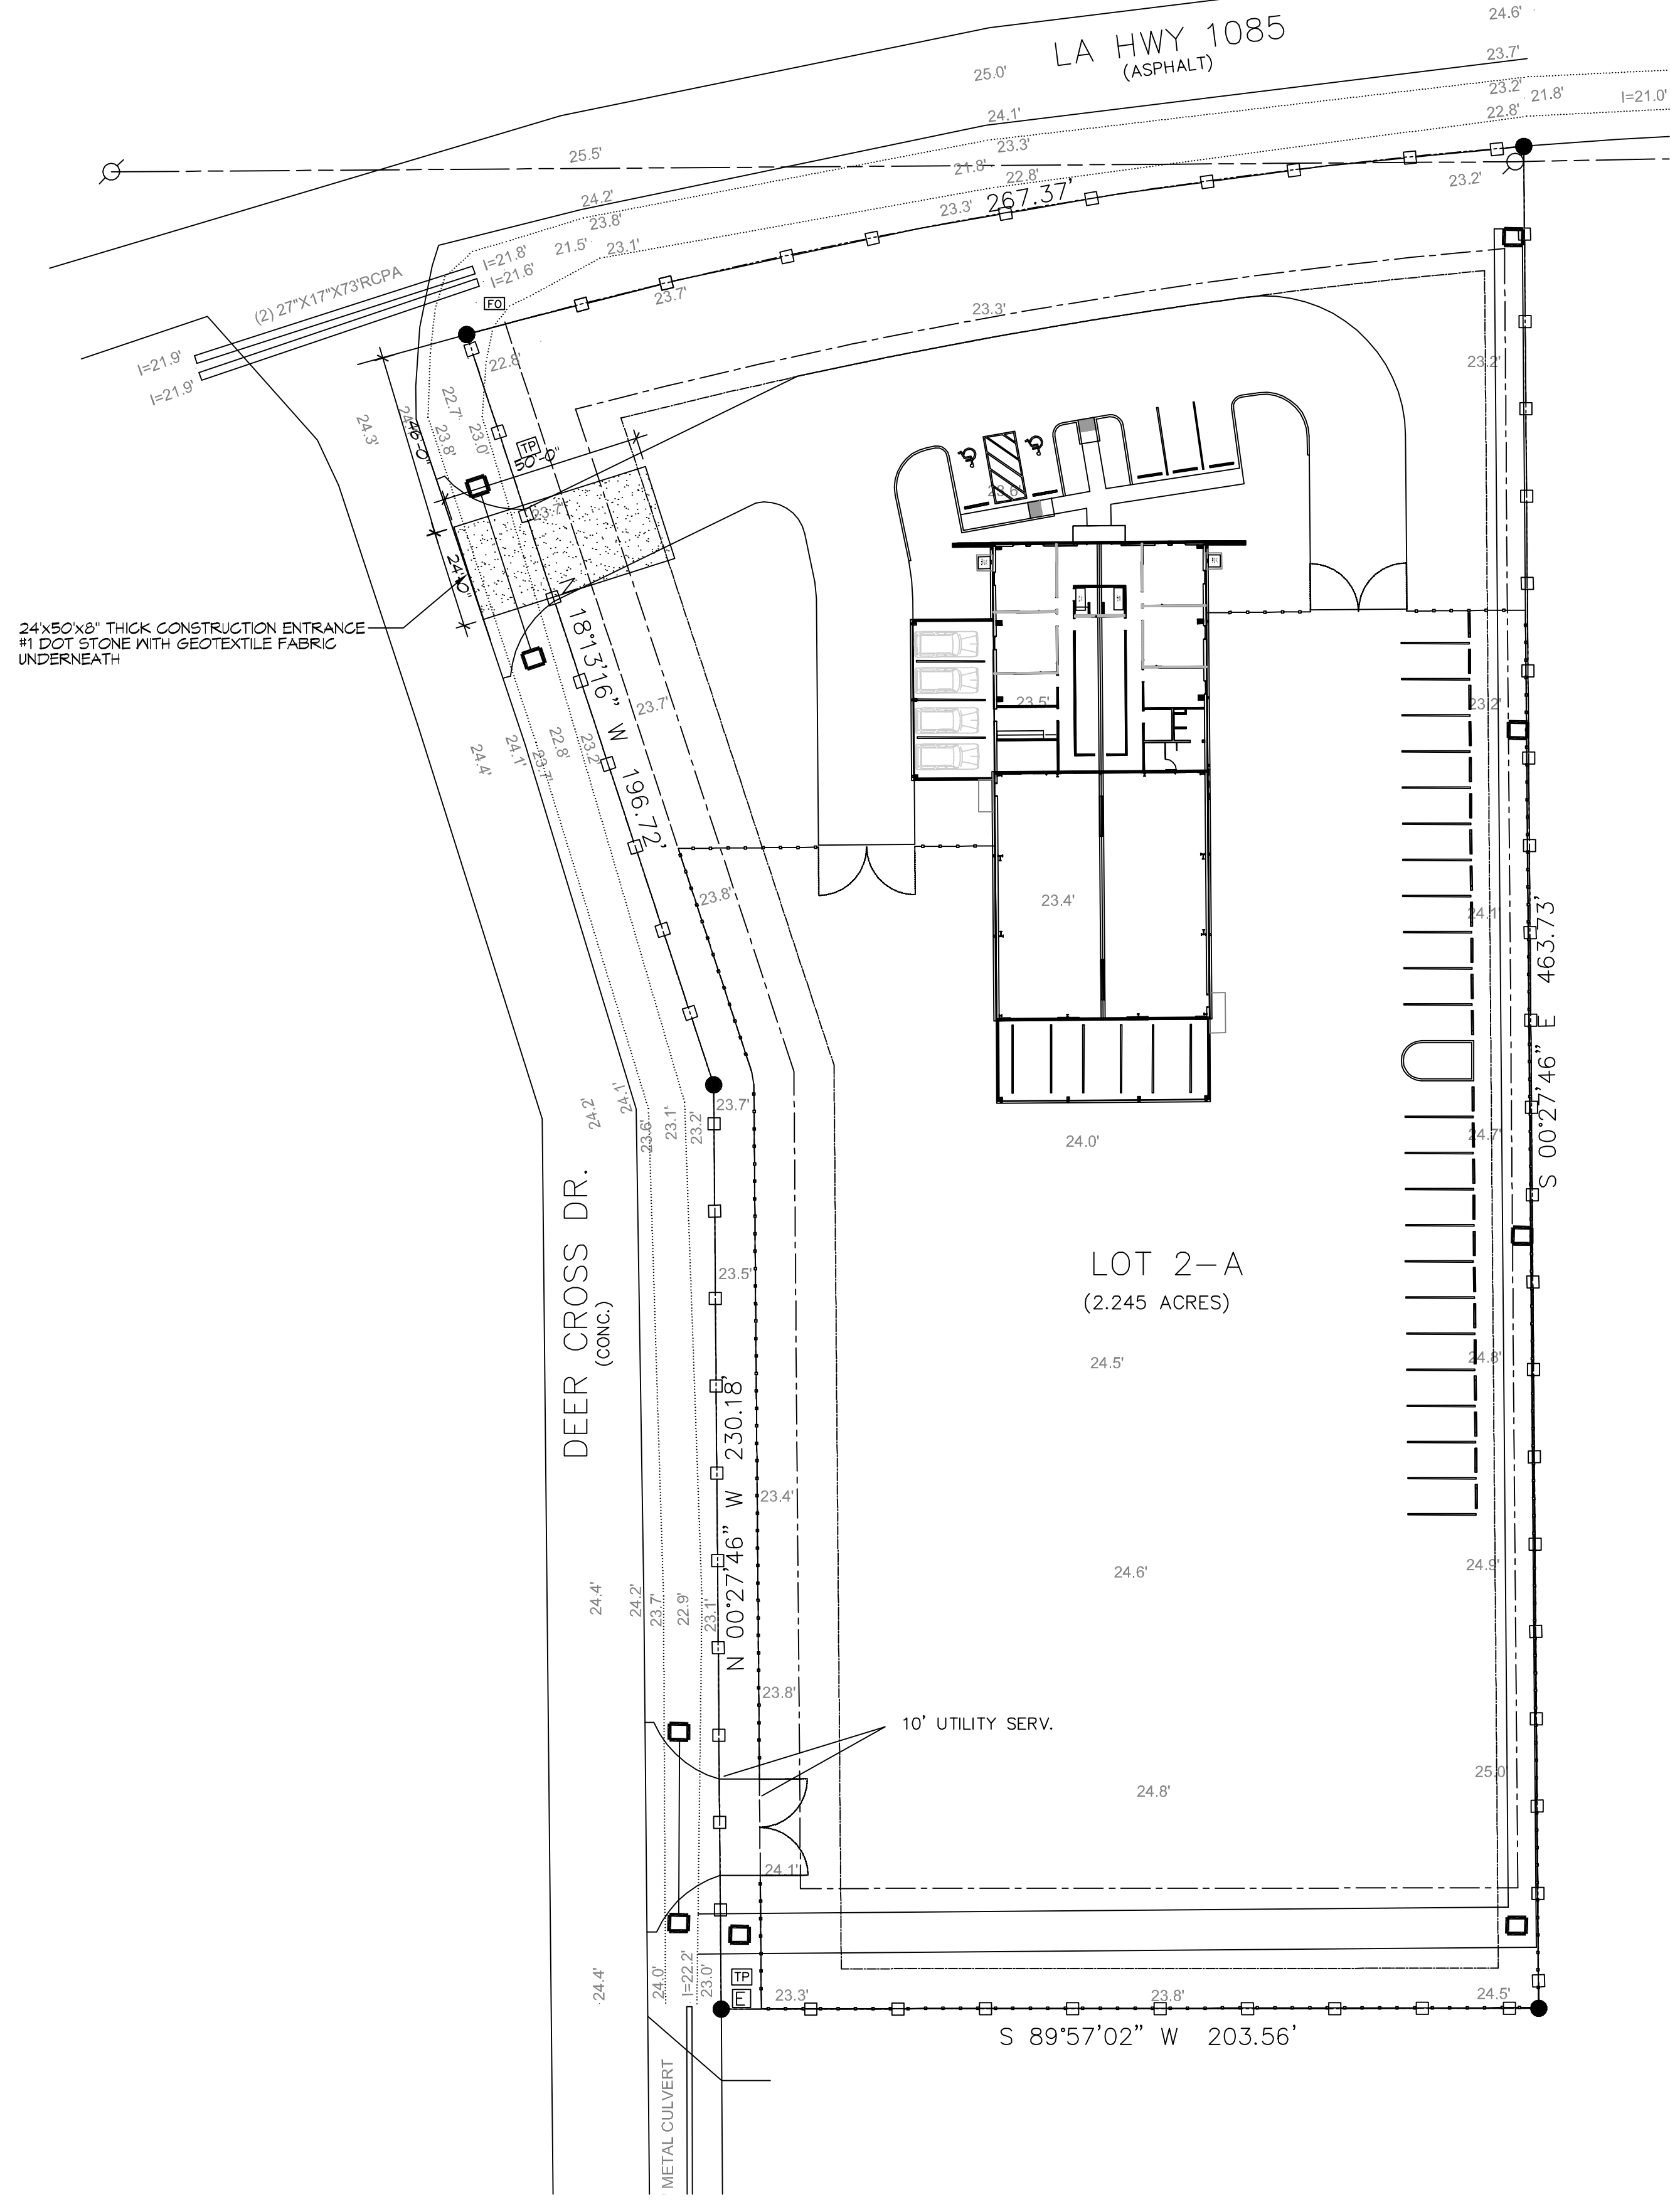 24.6'
LA HWY 1085
(ASPHALT)
23.7'
25.0'
23.2'
21.8'
I=21.0'
24.1'
22.8'
23.3'
25.5'
21.8'
22.8'
23.2'
267.37'
23.3'
24.2'
23.8'
21.5'
23.1'
I=21.8'
I=21.6'
(2) 27"X17"X73'RCPA
FO
23.7'
23.3'
I=21.9'
I=21.9'
22.8'
23.2'
22.7'
24.3'
46'-0"
23.8'
23.0'
TP
50'-0"
23.6'
23.7'
24'-0"
24'x50'x8" THICK CONSTRUCTION ENTRANCE
#1 DOT STONE WITH GEOTEXTILE FABRIC
UNDERNEATH
N 18°13'16" W 196.72'
23.7'
23.5'
23.2'
24.4'
24.1'
23.7'
22.8'
23.2'
23.8'
23.4'
24.1'
S 00°27'46" E 463.73'
24.2'
24.1'
23.6'
23.1'
23.2'
23.7'
24.0'
24.7'
DEER CROSS DR.
(CONC.)
LOT 2-A
(2.245 ACRES)
23.5'
24.5'
24.8'
N 00°27'46" W 230.18'
23.4'
24.6'
24.9'
24.4'
24.2'
23.7'
22.9'
23.1'
23.8'
10' UTILITY SERV.
24.8'
25.0'
24.1'
24.4'
24.0'
I=22.2'
23.0'
TP
E
23.3'
23.8'
24.5'
S 89°57'02" W 203.56'
METAL CULVERT